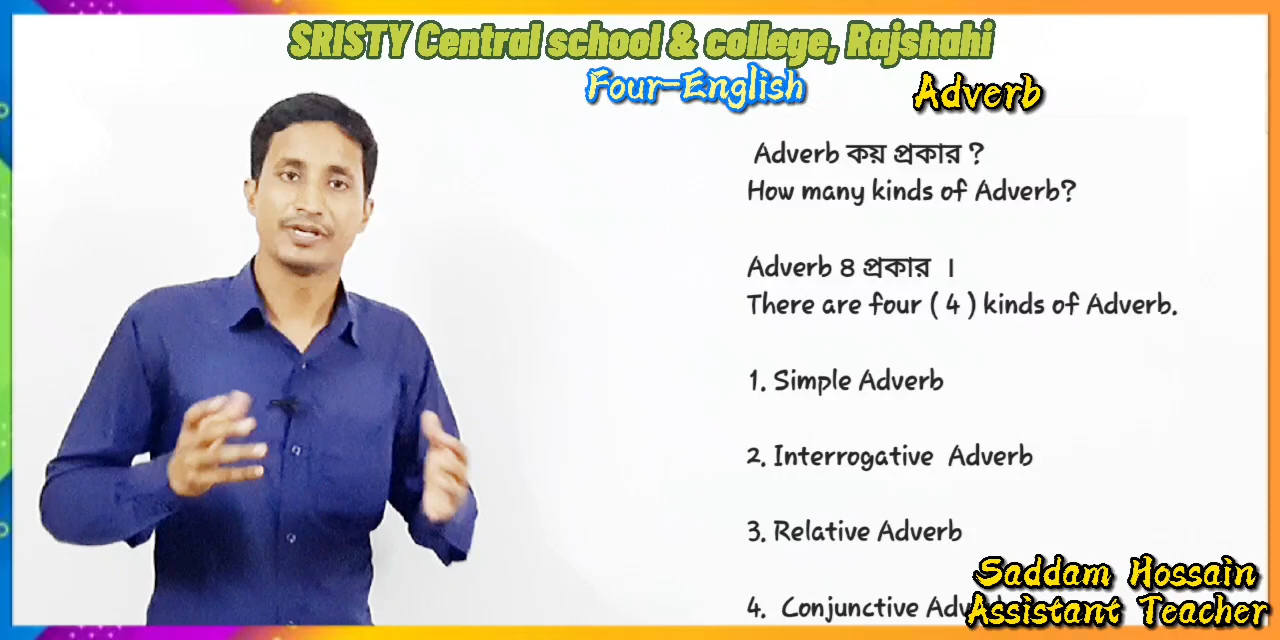 SRISTY Central school & college, Rajshahi
Four-English
Adverb
Adverb কয় প্রকার ?
How many kinds of Adverb?
Adverb ৪ প্রকার ।
There are four ( 4 ) kinds of Adverb.
1. Simple Adverb
2. Interrogative Adverb
3. Relative Adverb
4. Conjunctive
Saddam Hossain
Assistant Teacher